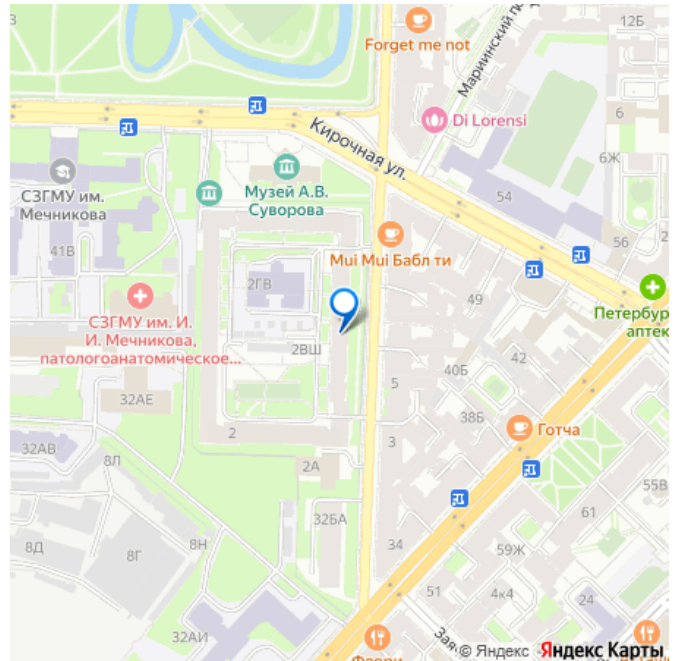 12Б
Forget me not
Мариинский
6
Di Lorensi
6Ж
Кирочная ул.
СЗГМУ им.
Мечникова
Музей А.В.
Суворова
54
56
2
41В
Mui Mui Бабл ти
2ГВ
49
Петербур
аптек
СЗГМУ им. И.
И. Мечникова,
патологоанатомическое...
2ВШ
42
40Б
5
32АЕ
38Б
Готча
2
3
32АВ
8Л
2А
55В
32БА
61
8Д
8Г
8Н
34
59Ж
51
4к4
24
32АИ
Флори
© Яндекс Яндекс Карты